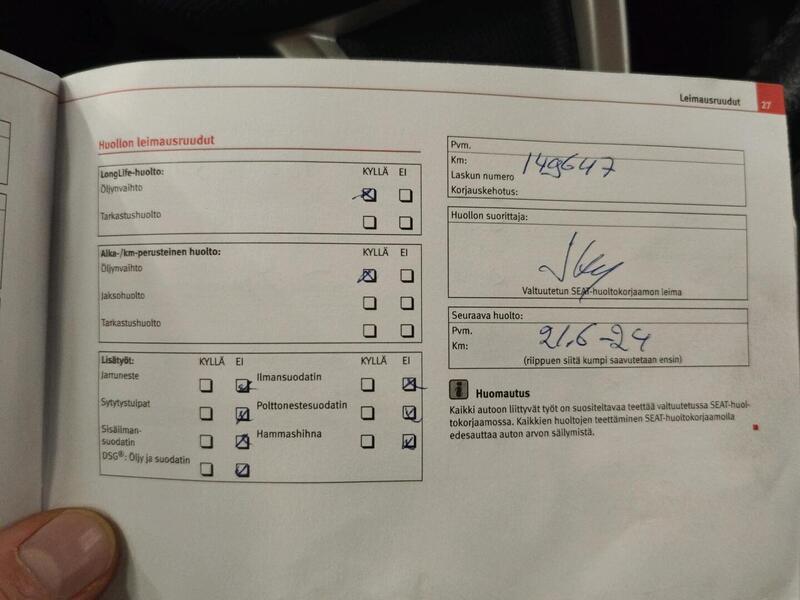 Leimausruudut 27
Huollon leimausruudut
LongLife-huolto: KYLLÄ EI
Öljynvaihto
Tarkastushuolto
Aika-/km-perusteinen huolto: KYLLÄ EI
Öljynvaihto
Jaksohuolto
Tarkastushuolto
Lisätyöt: KYLLÄ EI KYLLÄ EI
Jarruneste Ilmansuodatin
Sytytystulpat Polttonestesuodatin
Sisäilman-
suodatin Hammashihna
DSG®: Öljy ja suodatin
Pvm.
Km: 149647
Laskun numero
Korjauskehotus:
Huollon suorittaja:
Valtuutetun SEAT-huoltokorjaamon leima
Seuraava huolto:
Pvm. 21.6-24
Km:
(riippuen siitä kumpi saavutetaan ensin)
Huomautus
Kaikki autoon liittyvät työt on suositeltavaa teettää valtuutetussa SEAT-huol-
tokorjaamossa. Kaikkien huoltojen teettäminen SEAT-huoltokorjaamolla
edesauttaa auton arvon säilymistä.